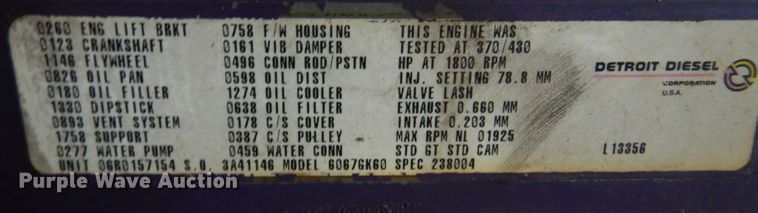 0260 ENG LIFT BRKT 0758 F/W HOUSING THIS ENGINE WAS
0123 CRANKSHAFT 0161 VIB DAMPER TESTED AT 370/430
1146 FLYWHEEL 0496 CONN ROD/PSTN HP AT 1800 RPM
0826 OIL PAN 0598 OIL DIST INJ. SETTING 78.8 MM
0180 OIL FILLER 1274 OIL COOLER VALVE LASH
1330 DIPSTICK 0638 OIL FILTER EXHAUST 0.660 MM
0893 VENT SYSTEM 0178 C/S COVER INTAKE 0.203 MM
1758 SUPPORT 0387 C/S PULLEY MAX RPM NL 01925
0277 WATER PUMP 0459 WATER CONN STD GT STD CAM
UNIT 06R0157154 S.O. 3A41146 MODEL 6067GK60 SPEC 238004
DETROIT DIESEL
CORPORATION
U.S.A.
L13356
Purple Wave Auction